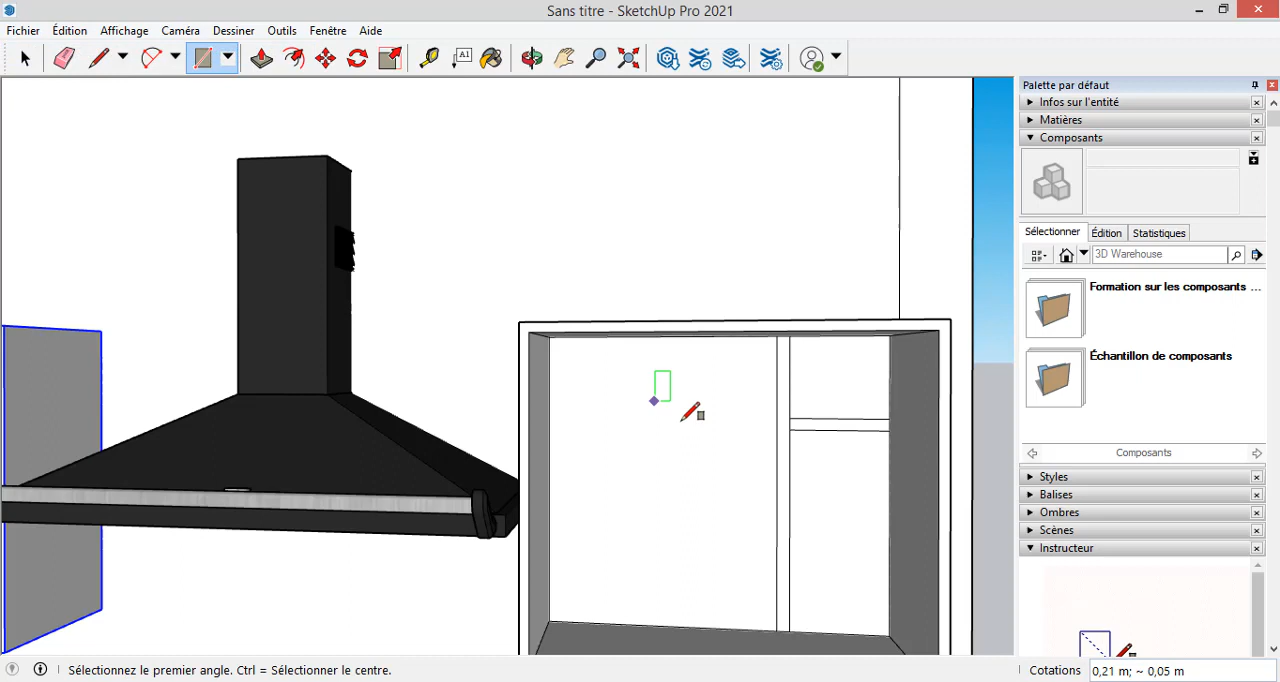 Sans titre - SketchUp Pro 2021
Fichier Édition Affichage Caméra Dessiner Outils Fenêtre Aide
A1
Palette par défaut
Infos sur l'entité
Matières
Composants
Sélectionner Édition Statistiques
3D Warehouse
Formation sur les composants ...
Échantillon de composants
Composants
Styles
Balises
Ombres
Scènes
Instructeur
Sélectionnez le premier angle. Ctrl = Sélectionner le centre.
Cotations 0,21 m; ~ 0,05 m